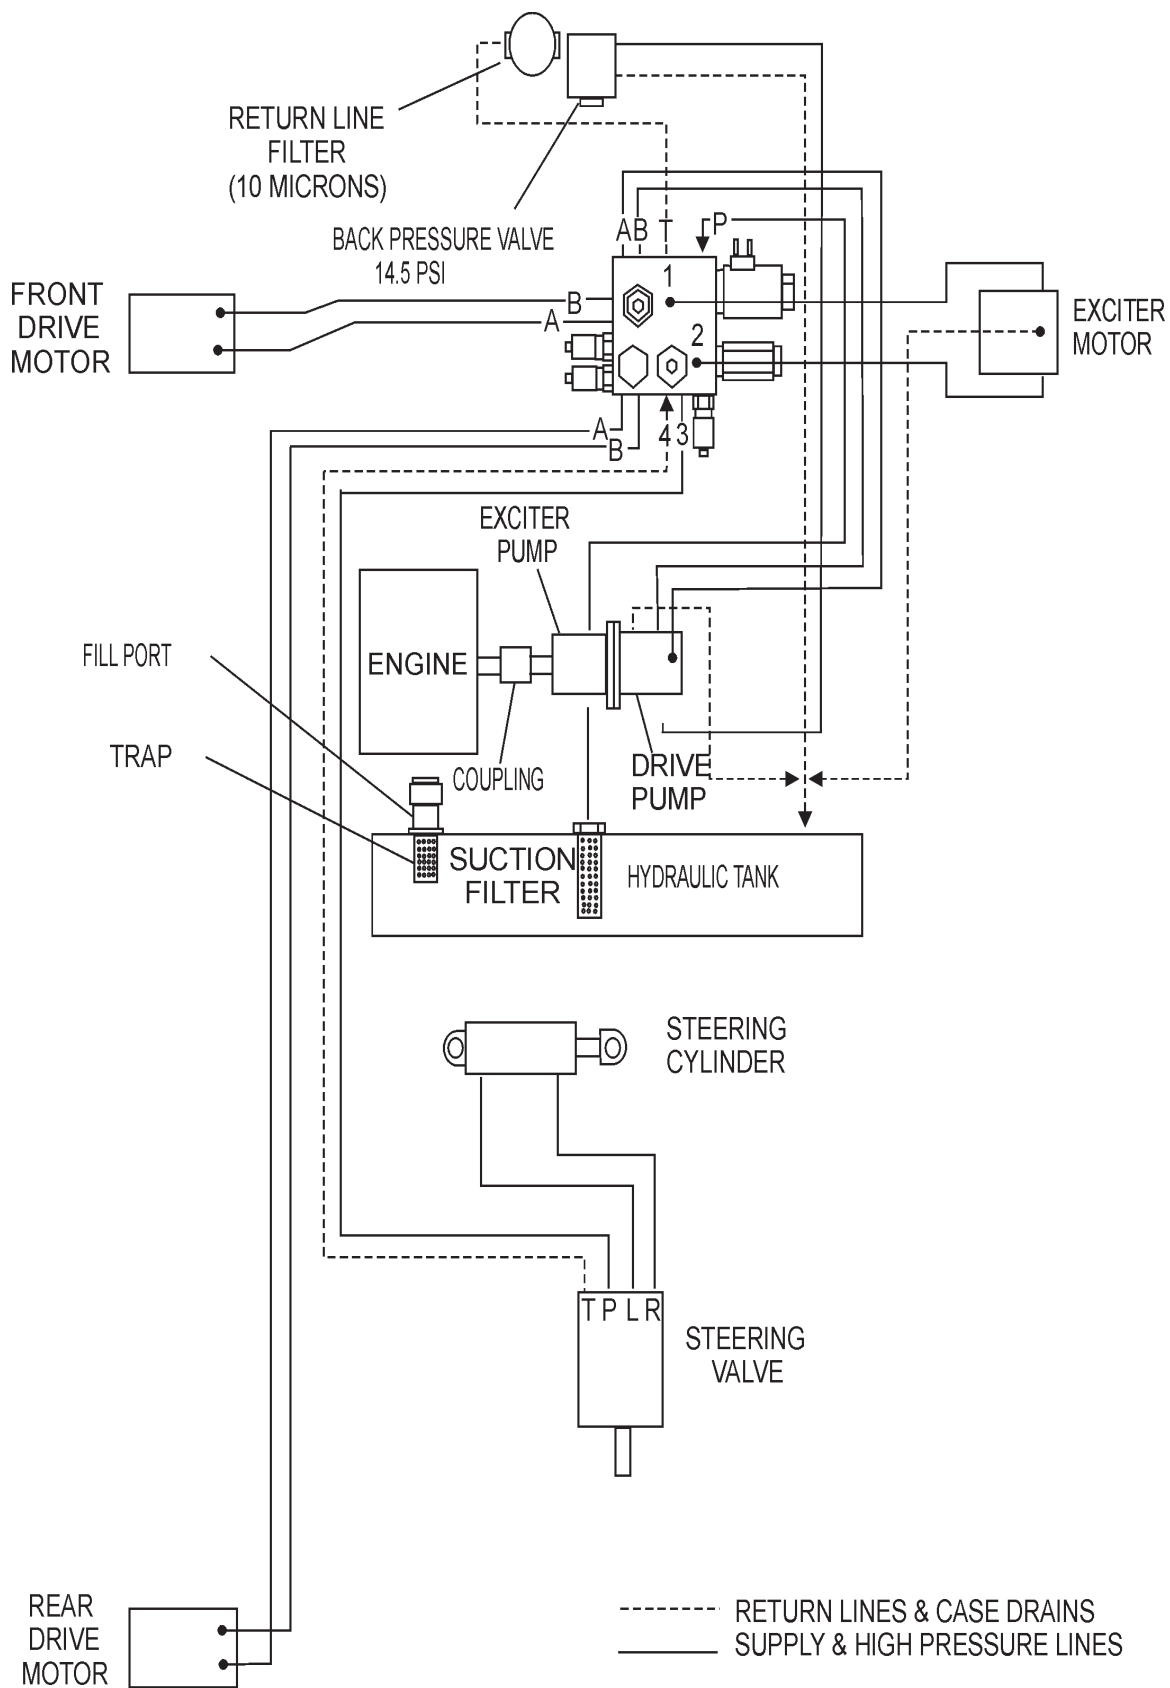 RETURN LINE
FILTER
(10 MICRONS)
BACK PRESSURE VALVE
14.5 PSI
A B T P
1
FRONT
DRIVE
MOTOR
B
A
2
EXCITER
MOTOR
A
B
4 3
EXCITER
PUMP
ENGINE
FILL PORT
TRAP
COUPLING
DRIVE
PUMP
SUCTION
FILTER
HYDRAULIC TANK
STEERING
CYLINDER
T P L R
STEERING
VALVE
REAR
DRIVE
MOTOR
RETURN LINES & CASE DRAINS
SUPPLY & HIGH PRESSURE LINES